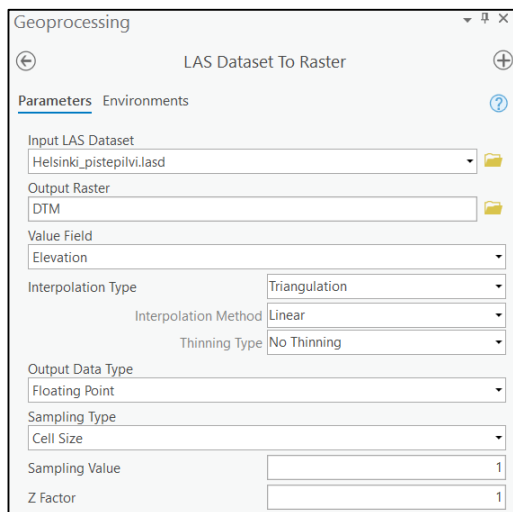 Geoprocessing
LAS Dataset To Raster
Parameters Environments
Input LAS Dataset
Helsinki_pistepilvi.lasd
Output Raster
DTM
Value Field
Elevation
Interpolation Type Triangulation
Interpolation Method Linear
Thinning Type No Thinning
Output Data Type
Floating Point
Sampling Type
Cell Size
Sampling Value 1
Z Factor 1